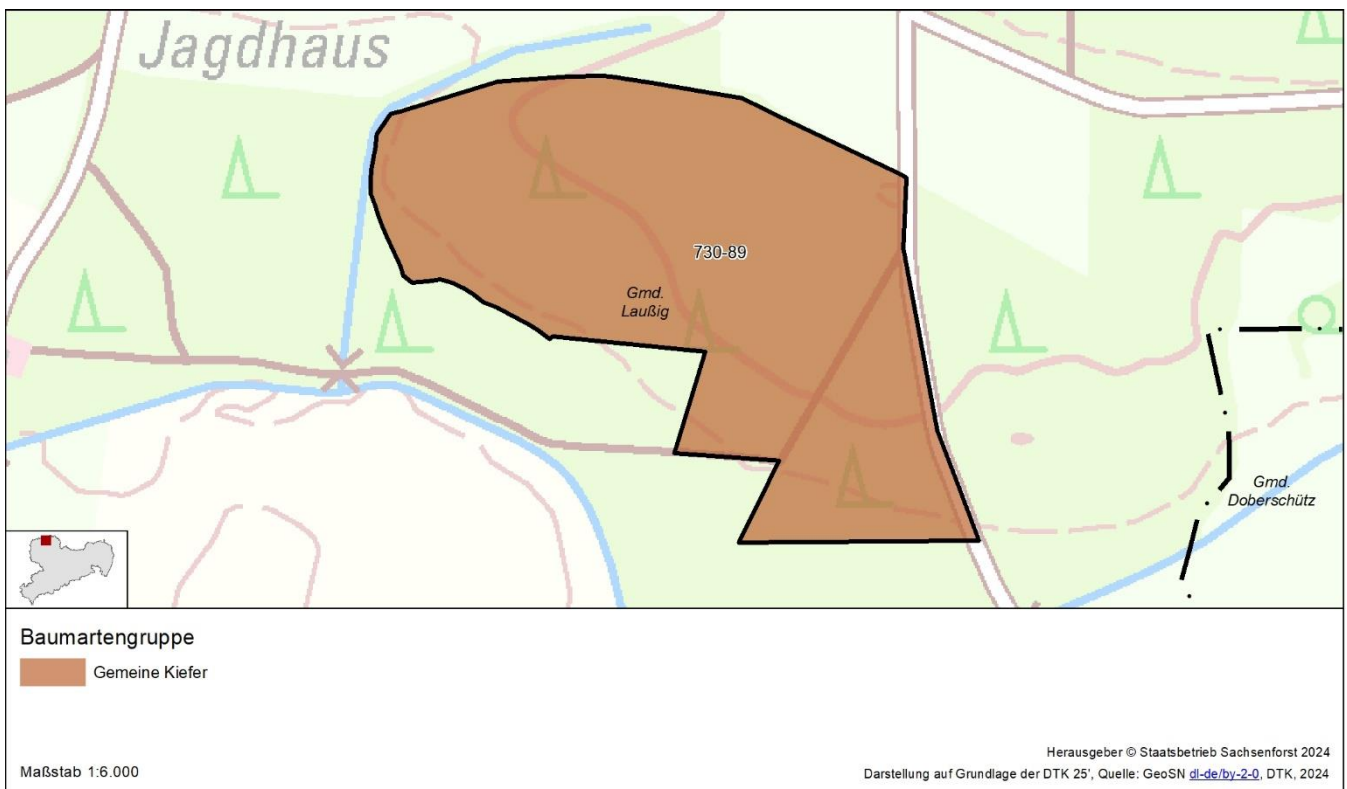 Jagdhaus
730-89
Gmd.
Laußig
Gmd.
Doberschütz
Baumartengruppe
Gemeine Kiefer
Maßstab 1:6.000
Herausgeber © Staatsbetrieb Sachsenforst 2024
Darstellung auf Grundlage der DTK 25', Quelle: GeoSN dl-de/by-2-0, DTK, 2024